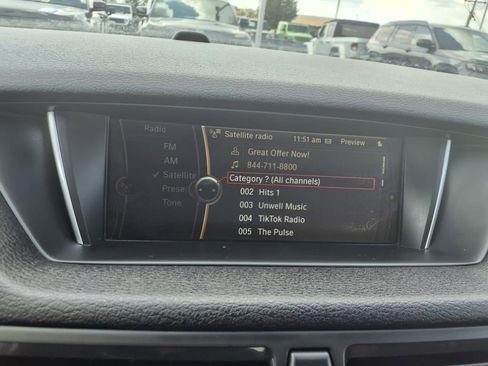 Radio
Satellite radio
11:51 am
Preview
FM
AM
Satellite
Prese
Tone
Great Offer Now!
844-711-8800
Category ? (All channels)
002 Hits 1
003 Unwell Music
004 TikTok Radio
005 The Pulse